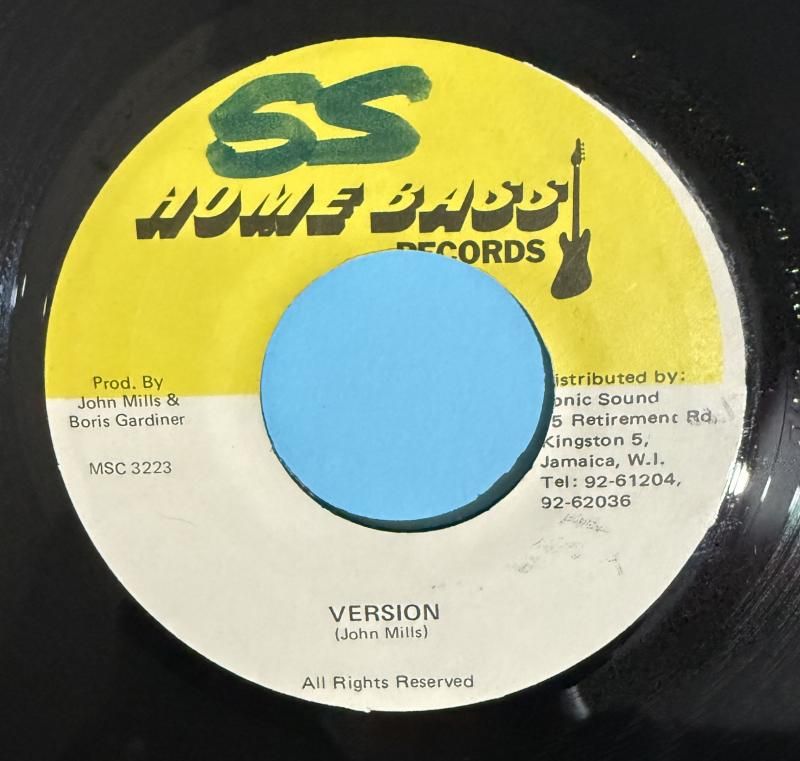 SS
HOME BASS
RECORDS
Prod. By
John Mills &
Boris Gardiner
MSC 3223
istributed by:
onic Sound
5 Retirement Rd,
Kingston 5,
Jamaica, W.I.
Tel: 92-61204,
92-62036
VERSION
(John Mills)
All Rights Reserved